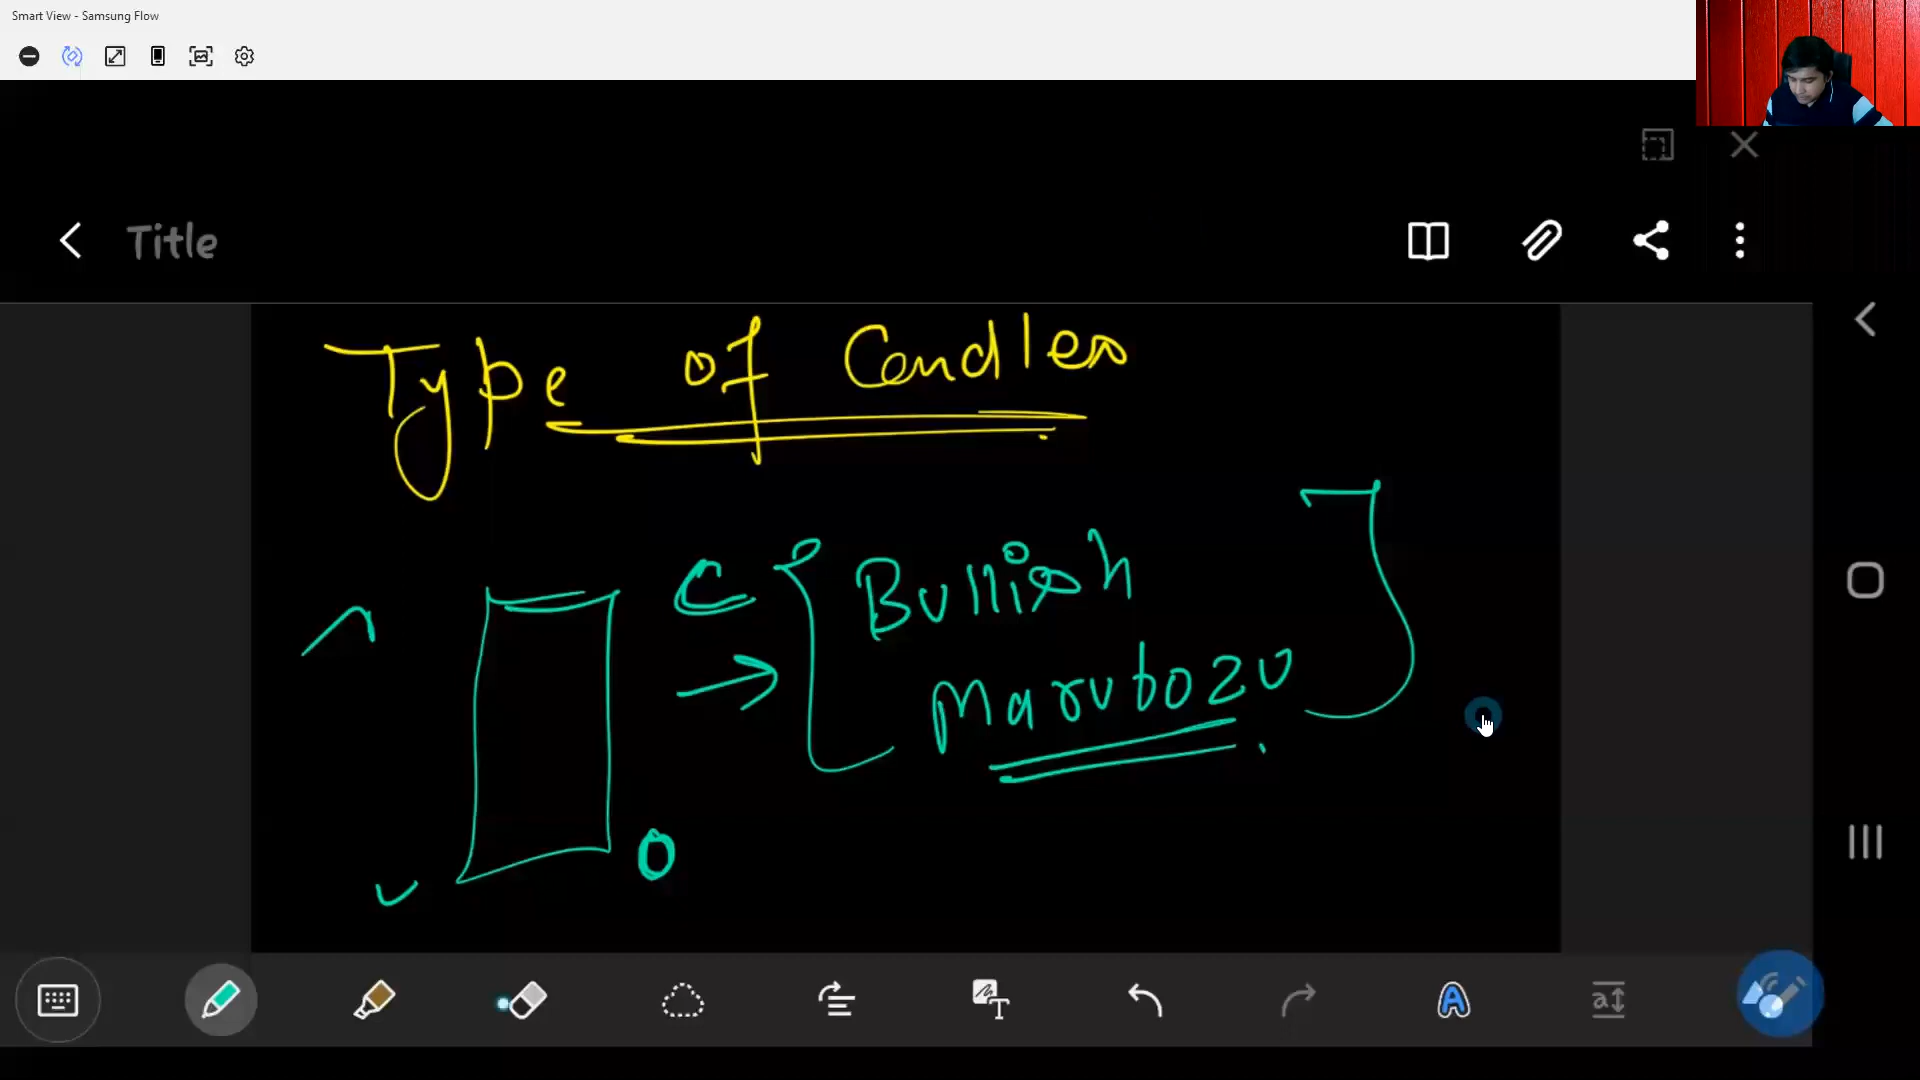 Smart View - Samsung Flow
Title
Type of Candles
C
Bullish
Marubozu
O